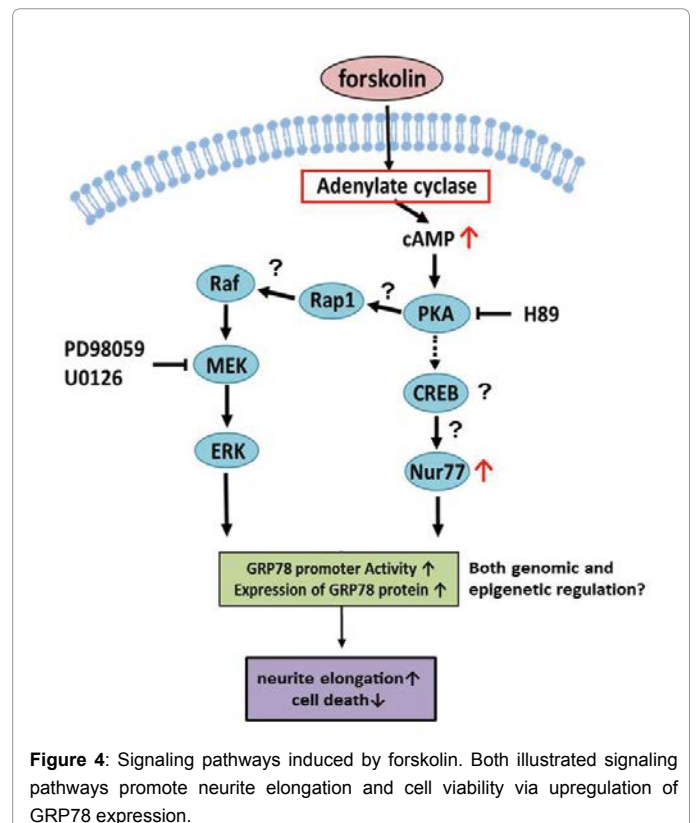 forskolin
Adenylate cyclase
cAMP ↑
?
Raf
?
Rap1
PKA
H89
PD98059
U0126
MEK
CREB
?
?
ERK
Nur77 ↑
GRP78 promoter Activity ↑
Expression of GRP78 protein ↑
Both genomic and
epigenetic regulation?
neurite elongation↑
cell death↓
Figure 4: Signaling pathways induced by forskolin. Both illustrated signaling
pathways promote neurite elongation and cell viability via upregulation of
GRP78 expression.